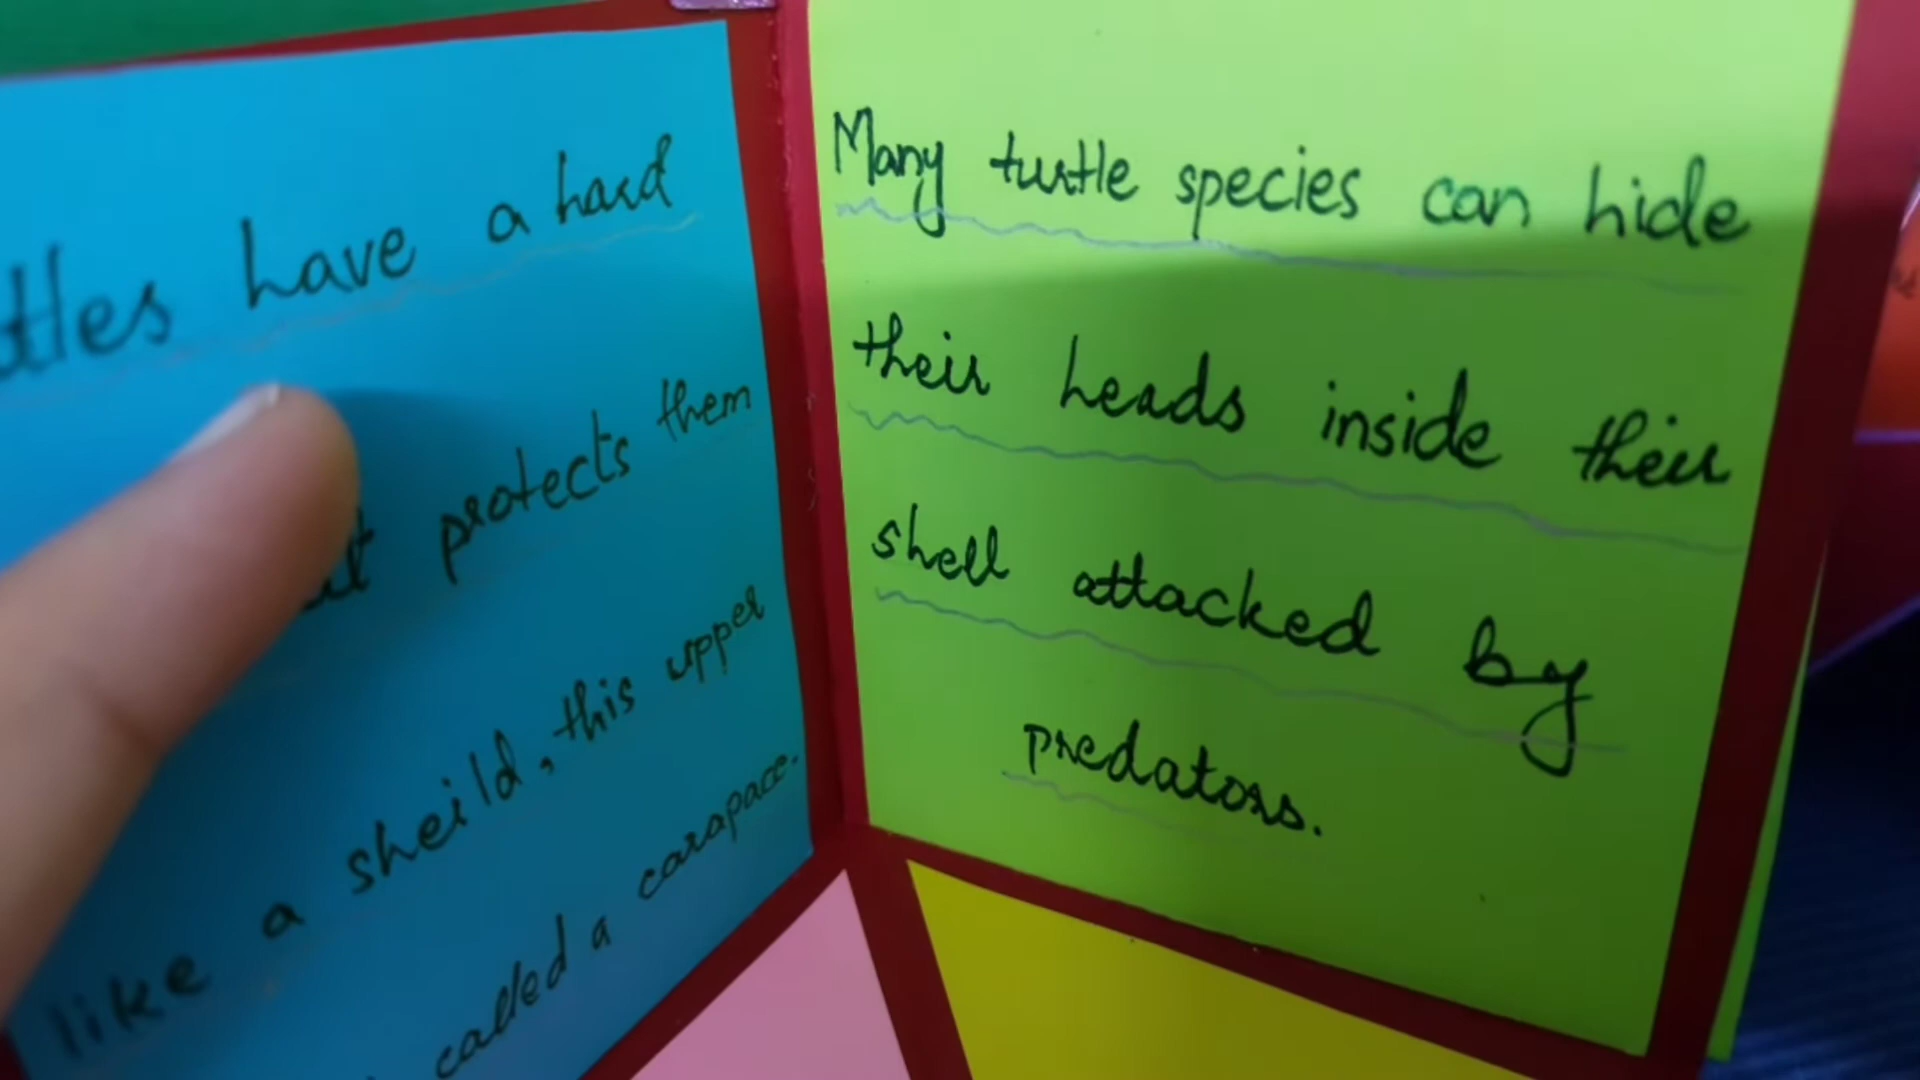 have a hard
protects them
like a sheild, this upper
called a carapace.
Many turtle species can hide
their heads inside their
shell attacked by
predators.